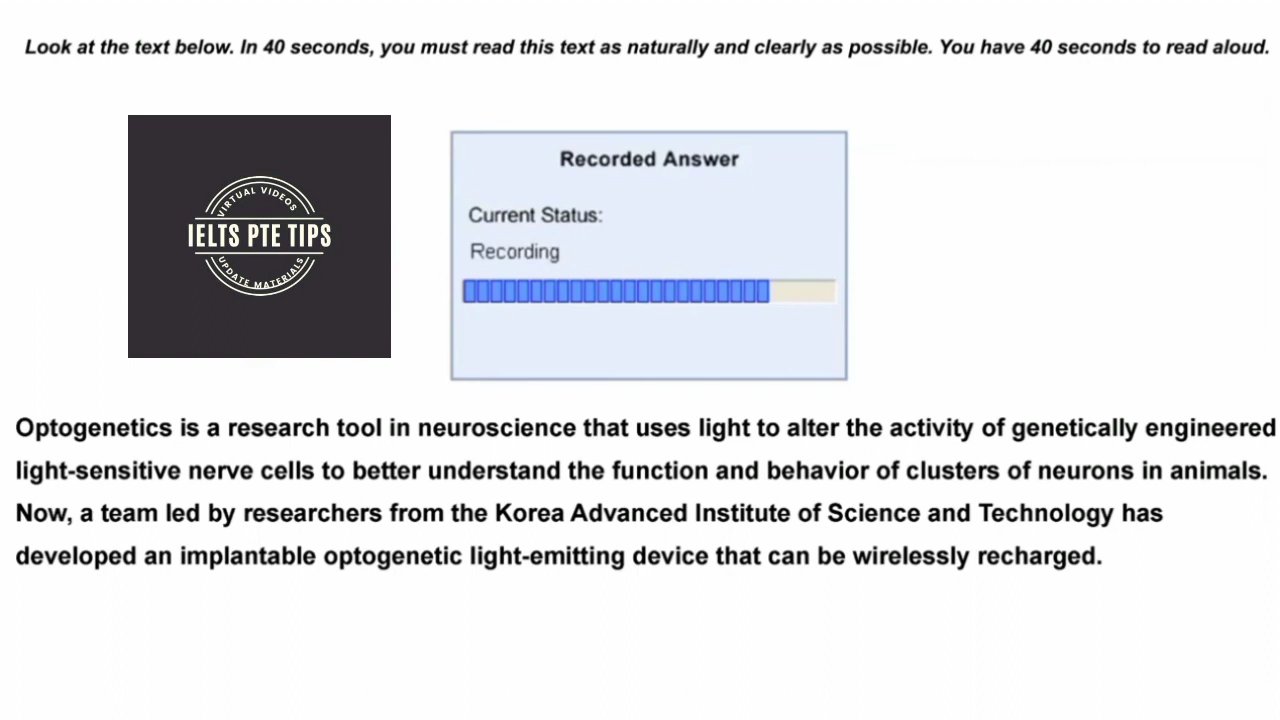 Look at the text below. In 40 seconds, you must read this text as naturally and clearly as possible. You have 40 seconds to read aloud.
VIRTUAL VIDEOS
IELTS PTE TIPS
UPDATE MATERIALS
Recorded Answer
Current Status:
Recording
Optogenetics is a research tool in neuroscience that uses light to alter the activity of genetically engineered
light-sensitive nerve cells to better understand the function and behavior of clusters of neurons in animals.
Now, a team led by researchers from the Korea Advanced Institute of Science and Technology has
developed an implantable optogenetic light-emitting device that can be wirelessly recharged.